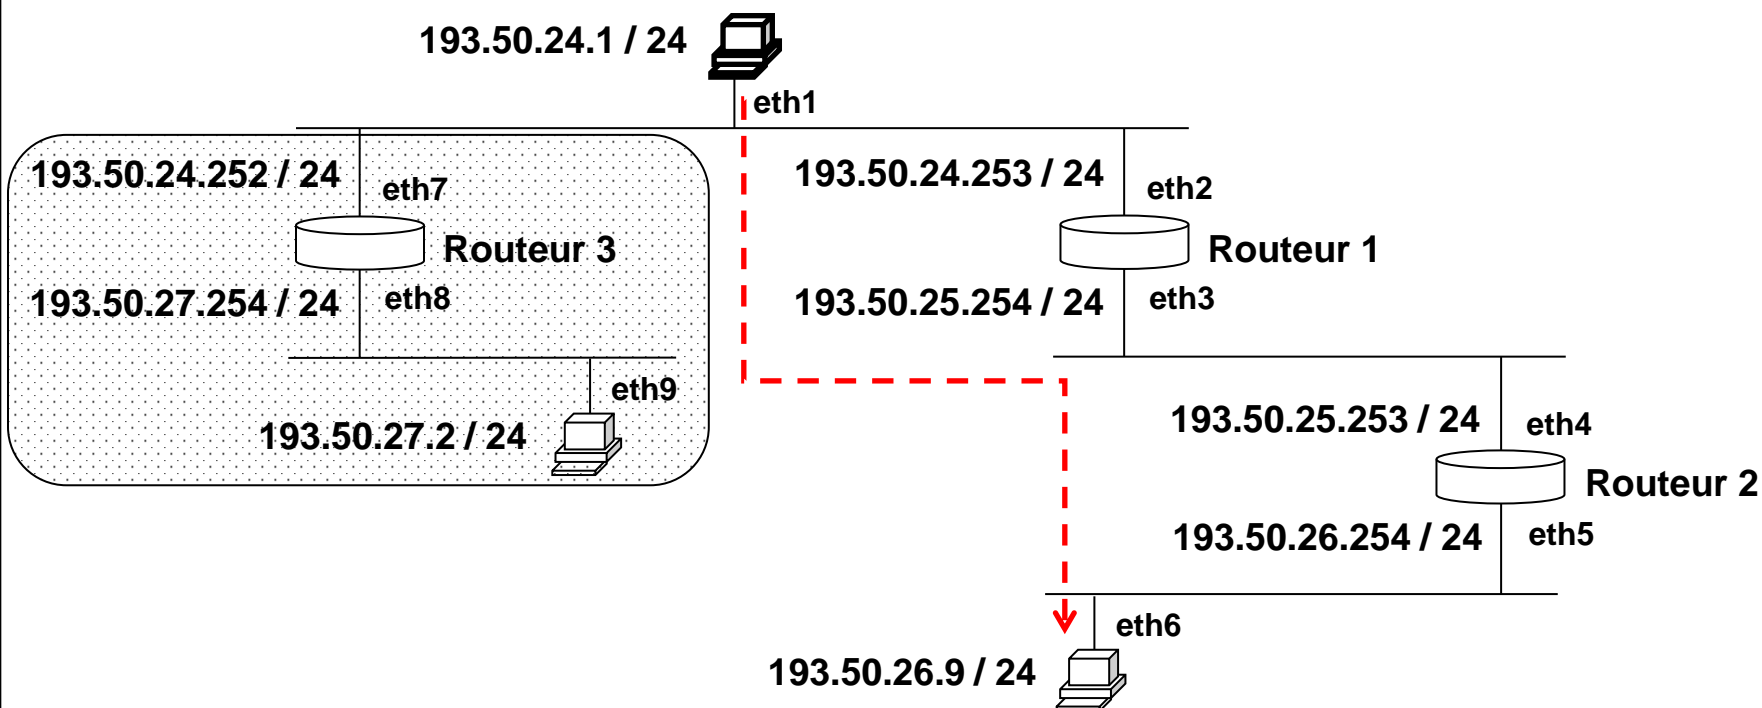 193.50.24.1 / 24
eth1
193.50.24.252 / 24
eth7
193.50.24.253 / 24
eth2
Routeur 3
Routeur 1
193.50.27.254 / 24
eth8
193.50.25.254 / 24
eth3
eth9
193.50.27.2 / 24
193.50.25.253 / 24
eth4
Routeur 2
193.50.26.254 / 24
eth5
eth6
193.50.26.9 / 24